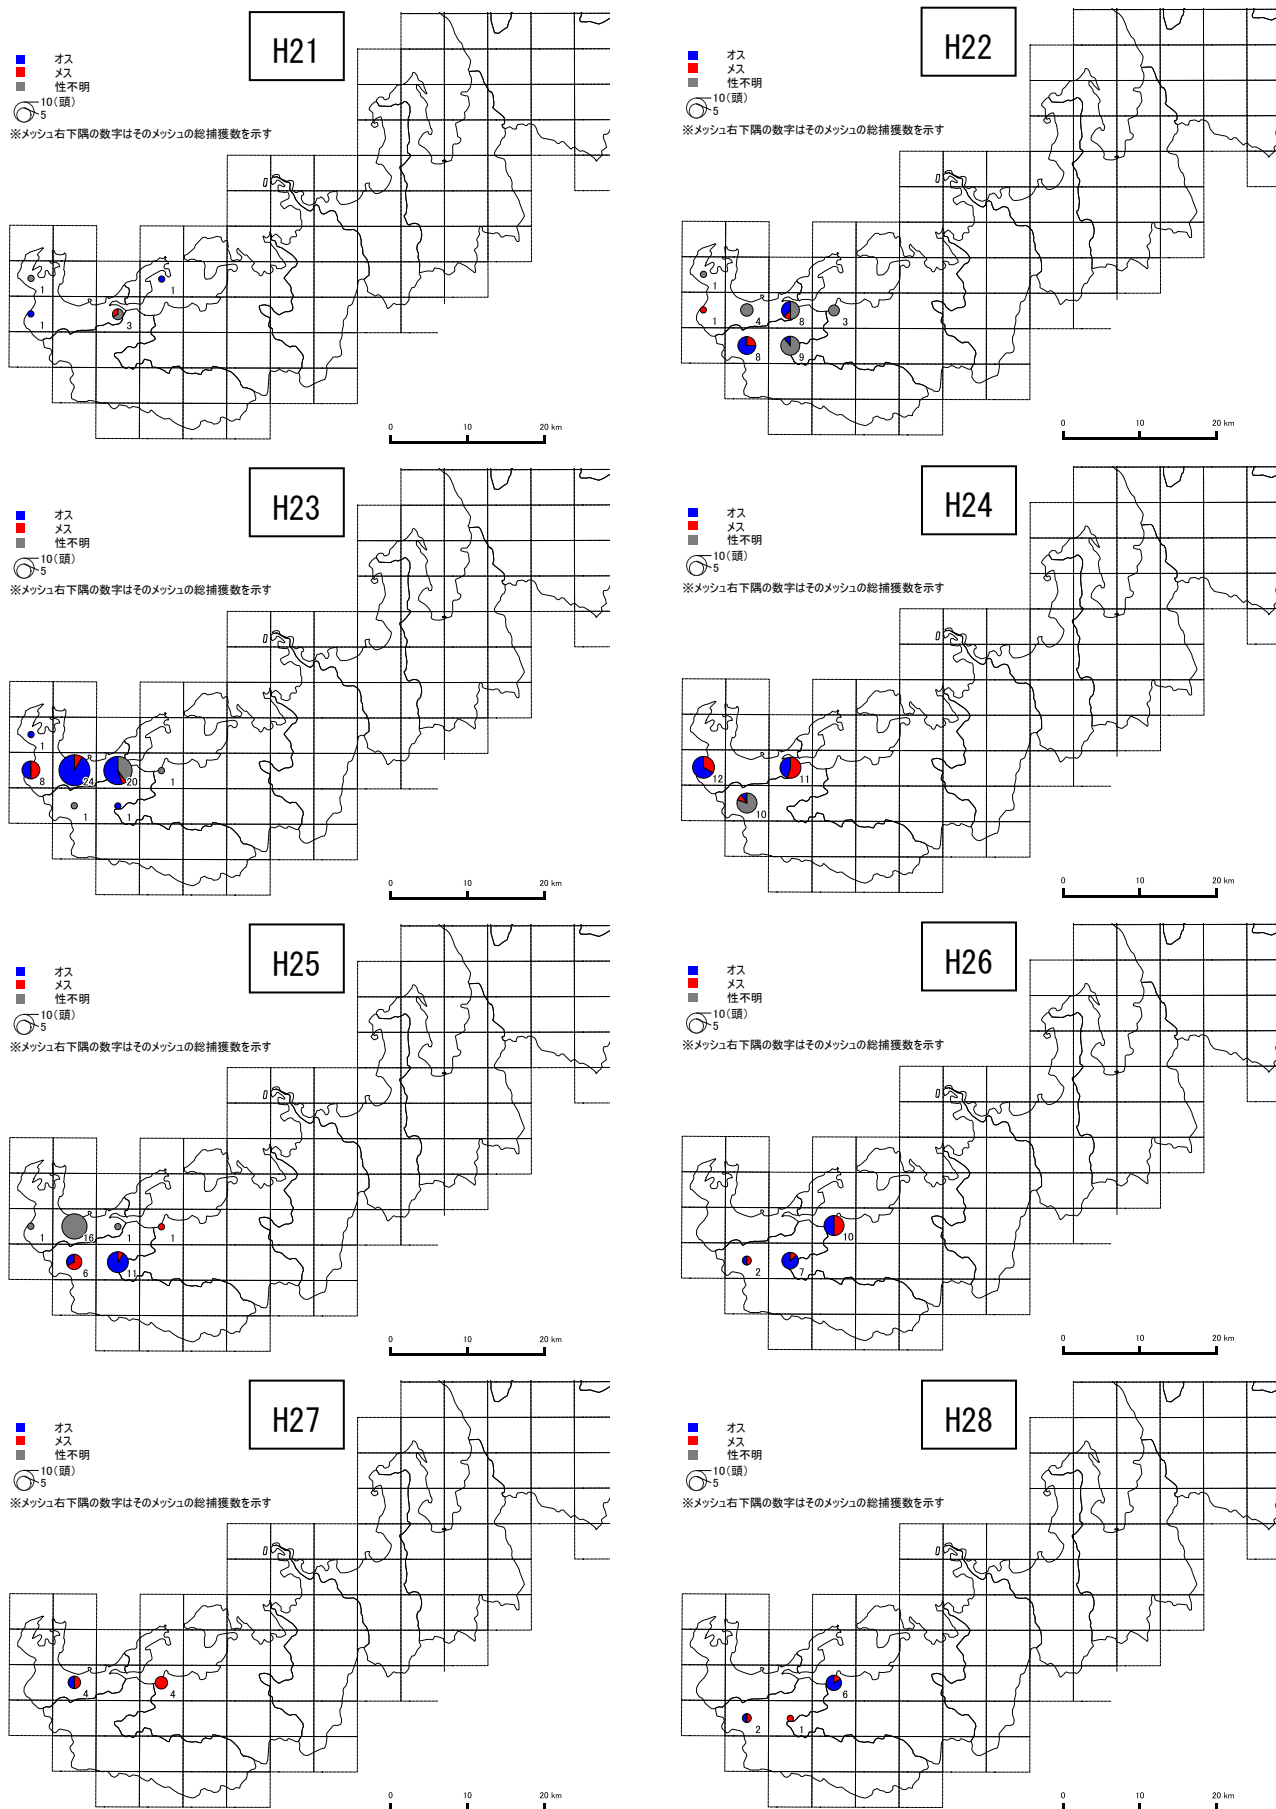 H21
オス
メス
性不明
10(頭)
5
※メッシュ右下隅の数字はそのメッシュの総捕獲数を示す
1
1
1
3
0 10 20 km
H22
オス
メス
性不明
10(頭)
5
※メッシュ右下隅の数字はそのメッシュの総捕獲数を示す
1
1 4 8 3
8 9
0 10 20 km
H23
オス
メス
性不明
10(頭)
5
※メッシュ右下隅の数字はそのメッシュの総捕獲数を示す
1
8 24 20 1
1 1
0 10 20 km
H24
オス
メス
性不明
10(頭)
5
※メッシュ右下隅の数字はそのメッシュの総捕獲数を示す
12 11
10
0 10 20 km
H25
オス
メス
性不明
10(頭)
5
※メッシュ右下隅の数字はそのメッシュの総捕獲数を示す
1 16 1 1
6 11
0 10 20 km
H26
オス
メス
性不明
10(頭)
5
※メッシュ右下隅の数字はそのメッシュの総捕獲数を示す
10
2 7
0 10 20 km
H27
オス
メス
性不明
10(頭)
5
※メッシュ右下隅の数字はそのメッシュの総捕獲数を示す
4 4
0 10 20 km
H28
オス
メス
性不明
10(頭)
5
※メッシュ右下隅の数字はそのメッシュの総捕獲数を示す
6
2 1
0 10 20 km